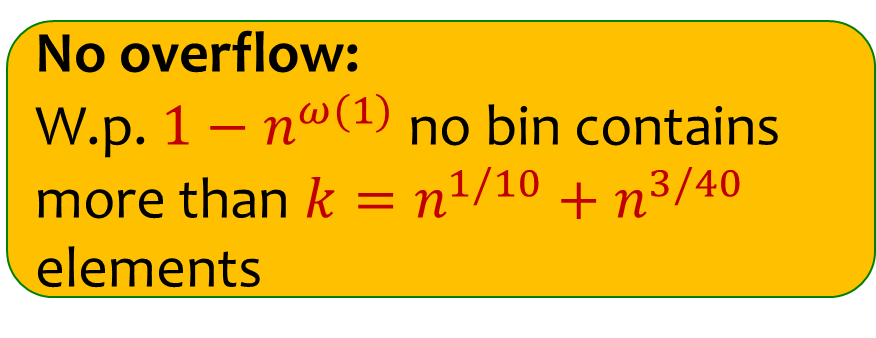 No overflow:
W.p. 1 − n^{ω(1)} no bin contains
more than k = n^{1/10} + n^{3/40}
elements